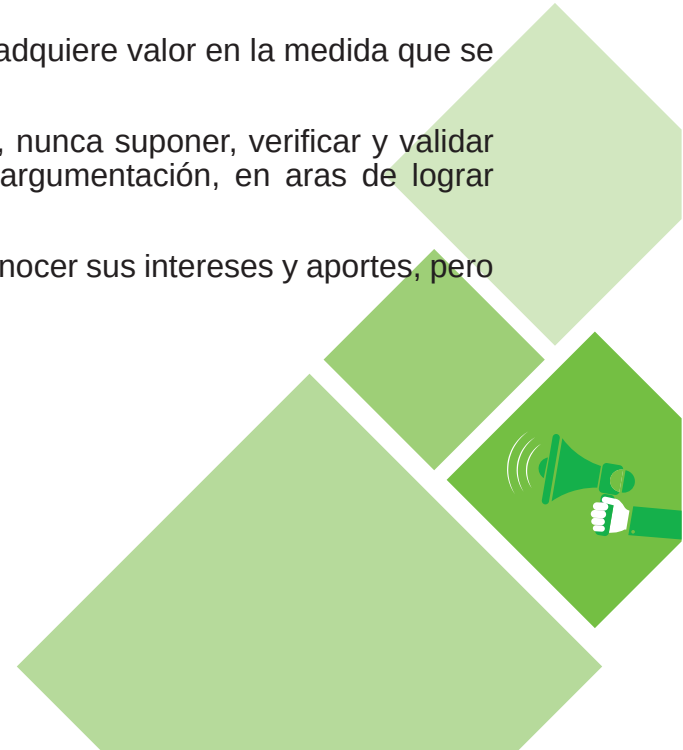 adquiere valor en la medida que se
, nunca suponer, verificar y validar
argumentación, en aras de lograr
nocer sus intereses y aportes, pero